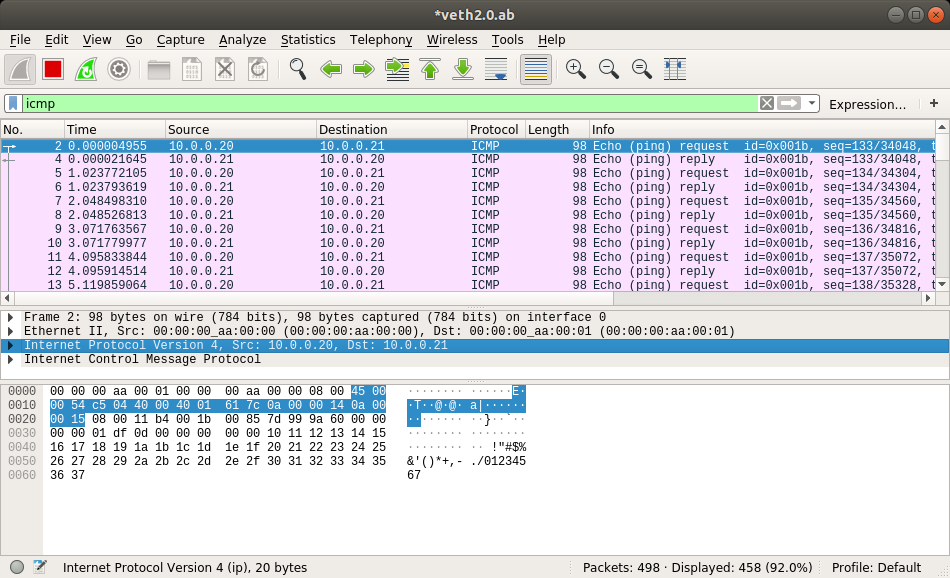 *veth2.0.ab
File Edit View Go Capture Analyze Statistics Telephony Wireless Tools Help
icmp Expression… +
No. Time Source Destination Protocol Length Info
2 0.000004955 10.0.0.20 10.0.0.21 ICMP 98 Echo (ping) request id=0x001b, seq=133/34048, t
4 0.000021645 10.0.0.21 10.0.0.20 ICMP 98 Echo (ping) reply id=0x001b, seq=133/34048, t
5 1.023772105 10.0.0.20 10.0.0.21 ICMP 98 Echo (ping) request id=0x001b, seq=134/34304, t
6 1.023793619 10.0.0.21 10.0.0.20 ICMP 98 Echo (ping) reply id=0x001b, seq=134/34304, t
7 2.048498310 10.0.0.20 10.0.0.21 ICMP 98 Echo (ping) request id=0x001b, seq=135/34560, t
8 2.048526813 10.0.0.21 10.0.0.20 ICMP 98 Echo (ping) reply id=0x001b, seq=135/34560, t
9 3.071763567 10.0.0.20 10.0.0.21 ICMP 98 Echo (ping) request id=0x001b, seq=136/34816, t
10 3.071779977 10.0.0.21 10.0.0.20 ICMP 98 Echo (ping) reply id=0x001b, seq=136/34816, t
11 4.095833844 10.0.0.20 10.0.0.21 ICMP 98 Echo (ping) request id=0x001b, seq=137/35072, t
12 4.095914514 10.0.0.21 10.0.0.20 ICMP 98 Echo (ping) reply id=0x001b, seq=137/35072, t
13 5.119859064 10.0.0.20 10.0.0.21 ICMP 98 Echo (ping) request id=0x001b, seq=138/35328, t
Frame 2: 98 bytes on wire (784 bits), 98 bytes captured (784 bits) on interface 0
Ethernet II, Src: 00:00:00_aa:00:00 (00:00:00:aa:00:00), Dst: 00:00:00_aa:00:01 (00:00:00:aa:00:01)
Internet Protocol Version 4, Src: 10.0.0.20, Dst: 10.0.0.21
Internet Control Message Protocol
0000 00 00 00 aa 00 01 00 00 00 aa 00 00 08 00 45 00 ········ ······E·
0010 00 54 c5 04 40 00 40 01 61 7c 0a 00 00 14 0a 00 ·T··@·@· a|······
0020 00 15 08 00 11 b4 00 1b 00 85 7d 99 9a 60 00 00 ········ ··}··`··
0030 00 00 01 df 0d 00 00 00 00 00 10 11 12 13 14 15 ········ ········
0040 16 17 18 19 1a 1b 1c 1d 1e 1f 20 21 22 23 24 25 ········ ·· !"#$%
0050 26 27 28 29 2a 2b 2c 2d 2e 2f 30 31 32 33 34 35 &'()*+,- ./012345
0060 36 37 67
Internet Protocol Version 4 (ip), 20 bytes Packets: 498 · Displayed: 458 (92.0%) Profile: Default